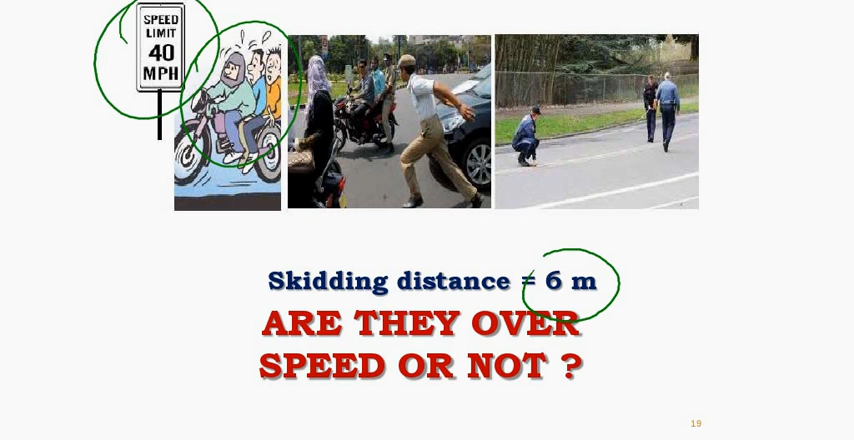 SPEED
LIMIT
40
MPH
Skidding distance = 6 m
ARE THEY OVER
SPEED OR NOT ?
19